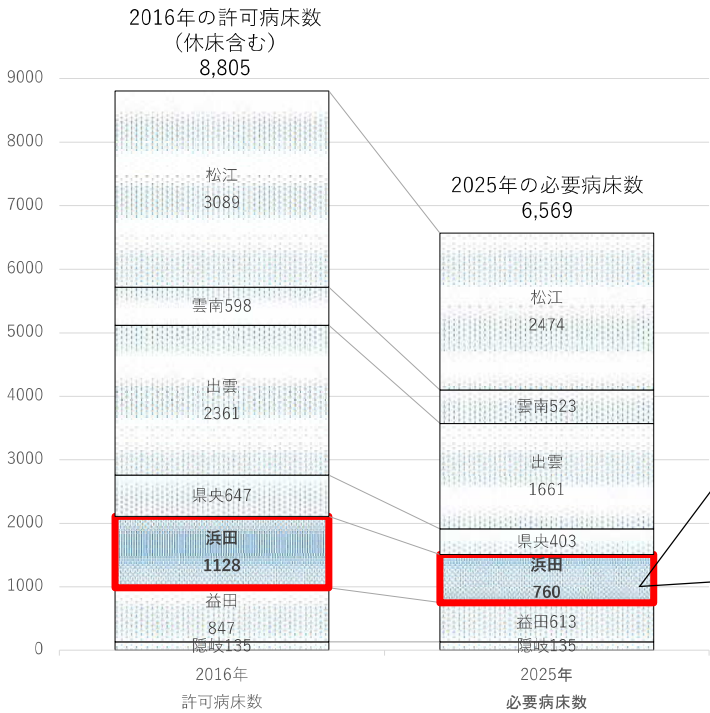 2016年の許可病床数
（休床含む）
8,805
9000
8000
7000
6000
5000
4000
3000
2000
1000
0
松江
3089
雲南598
出雲
2361
県央647
浜田
1128
益田
847
隠岐135
2016年
許可病床数
2025年の必要病床数
6,569
松江
2474
雲南523
出雲
1661
県央403
浜田
760
益田613
隠岐135
2025年
必要病床数